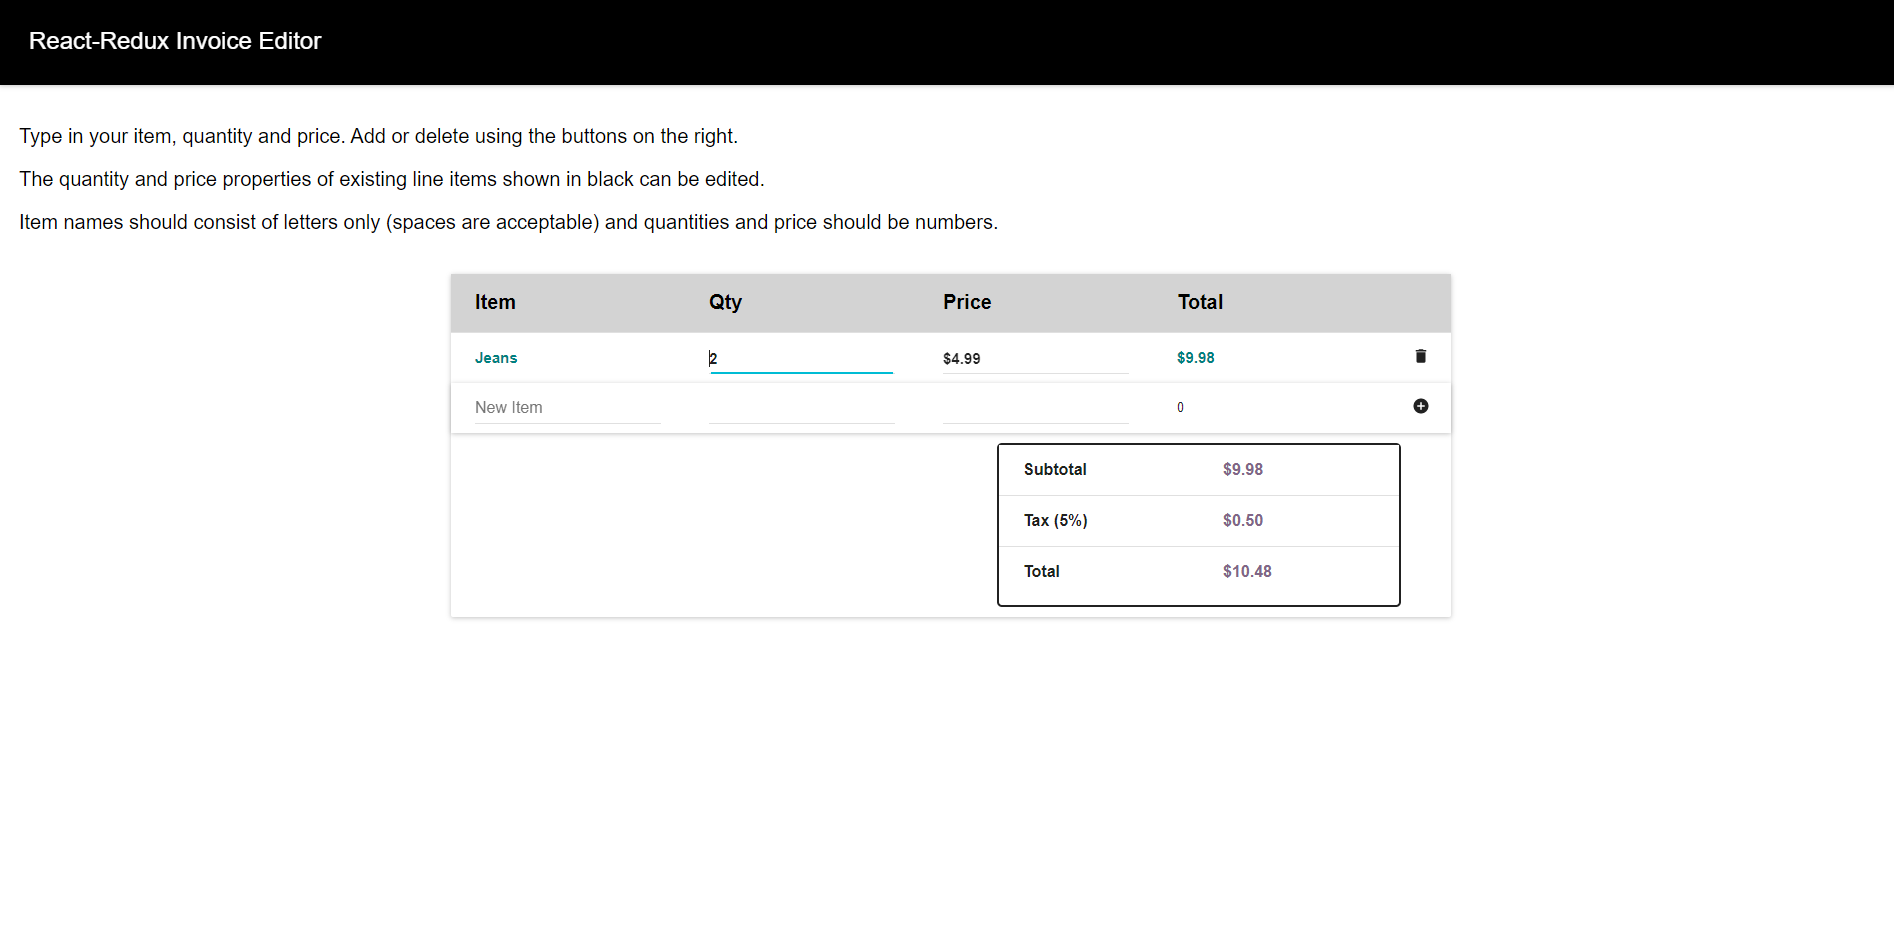 React-Redux Invoice Editor
Type in your item, quantity and price. Add or delete using the buttons on the right.
The quantity and price properties of existing line items shown in black can be edited.
Item names should consist of letters only (spaces are acceptable) and quantities and price should be numbers.
Item Qty Price Total
Jeans 2 $4.99 $9.98
New Item 0
Subtotal $9.98
Tax (5%) $0.50
Total $10.48